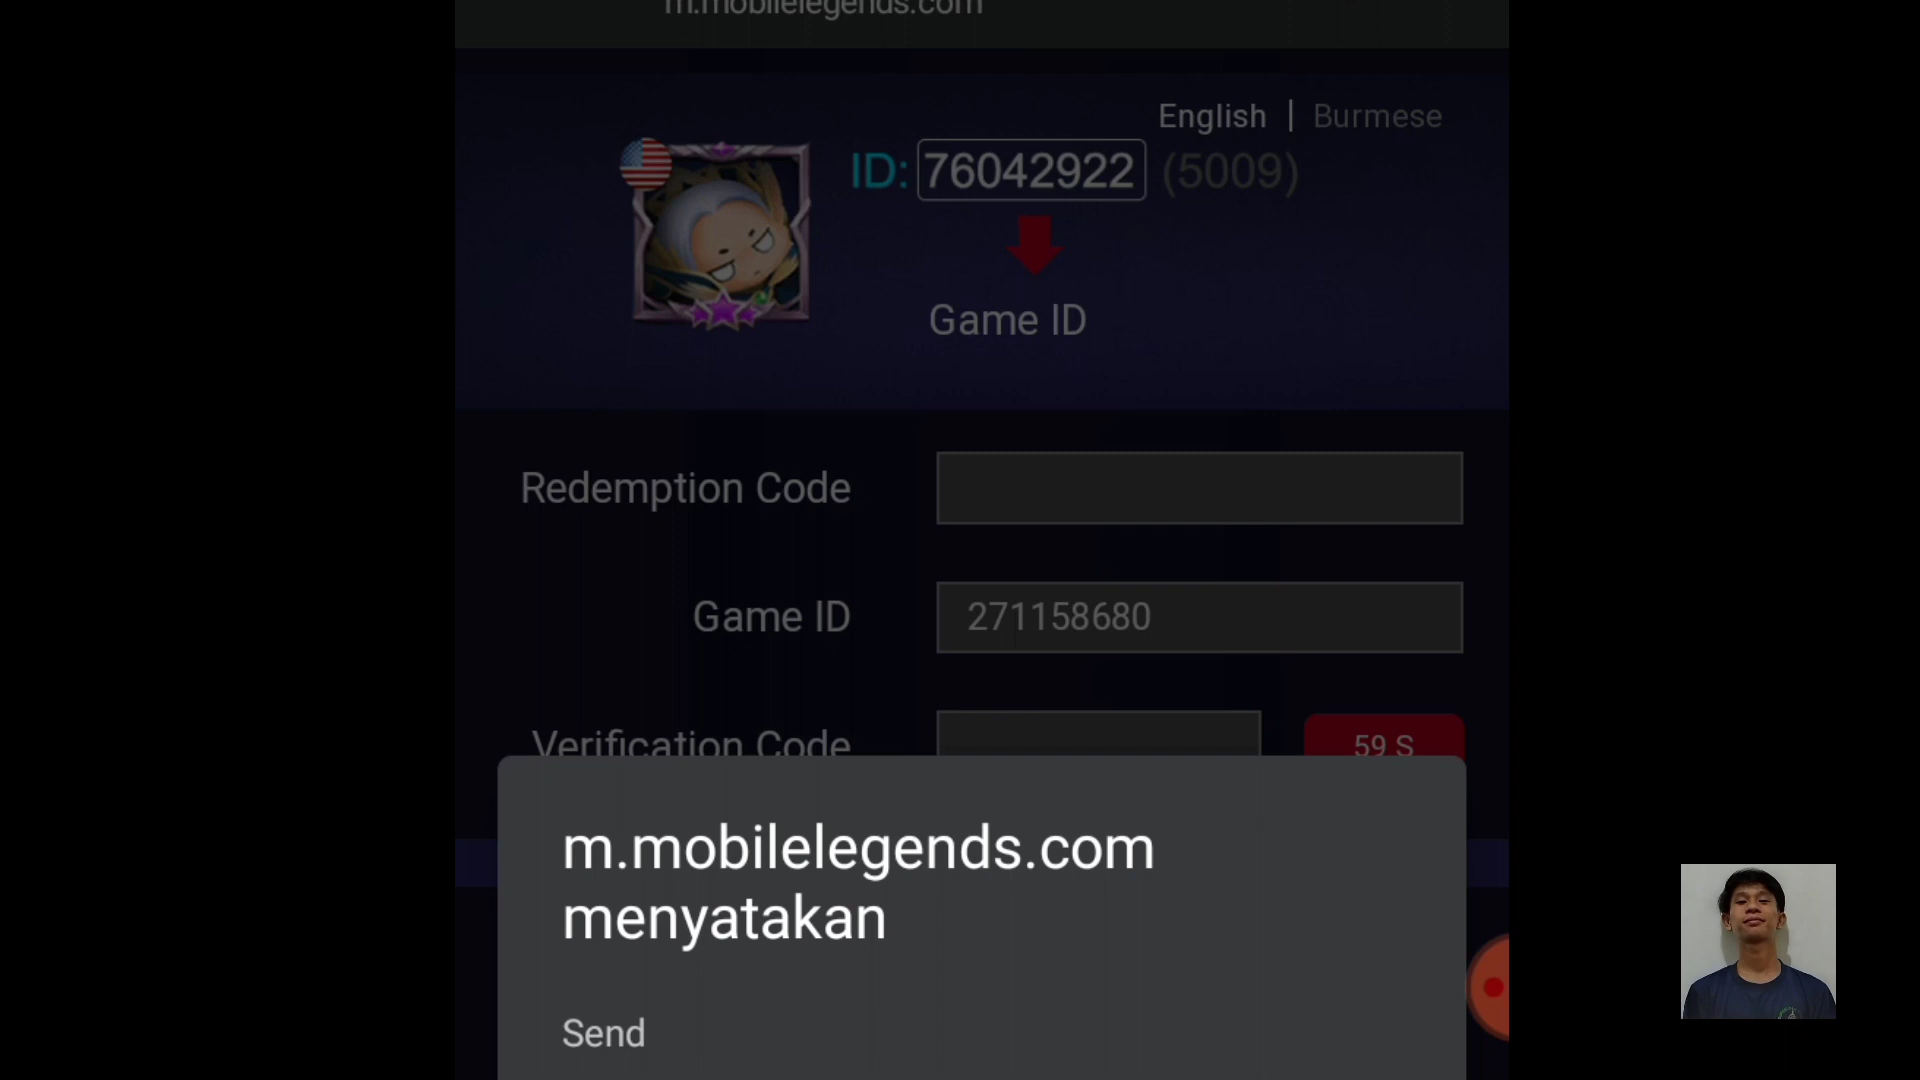 m.mobilelegends.com
English | Burmese
ID: 76042922 (5009)
Game ID
Redemption Code
Game ID 271158680
Verification Code 59 S
m.mobilelegends.com
menyatakan
Send